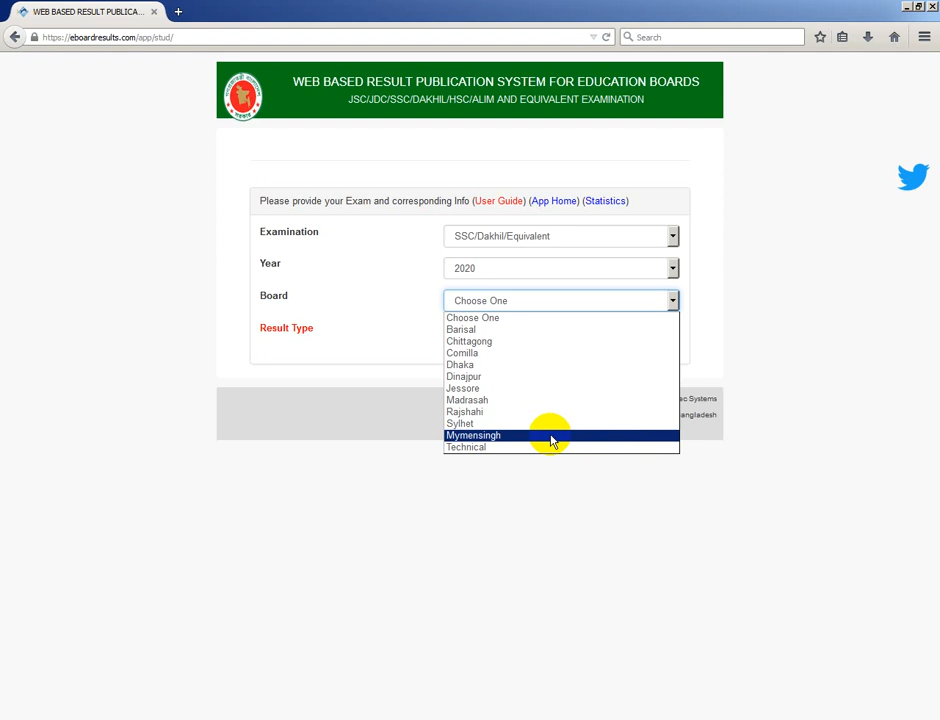 WEB BASED RESULT PUBLICA...
https://eboardresults.com/app/stud/
Search
WEB BASED RESULT PUBLICATION SYSTEM FOR EDUCATION BOARDS
JSC/JDC/SSC/DAKHIL/HSC/ALIM AND EQUIVALENT EXAMINATION
Please provide your Exam and corresponding Info (User Guide) (App Home) (Statistics)
Examination
SSC/Dakhil/Equivalent
Year
2020
Board
Choose One
Result Type
Choose One
Barisal
Chittagong
Comilla
Dhaka
Dinajpur
Jessore
Madrasah
Rajshahi
Sylhet
Mymensingh
Technical
ec Systems
angladesh